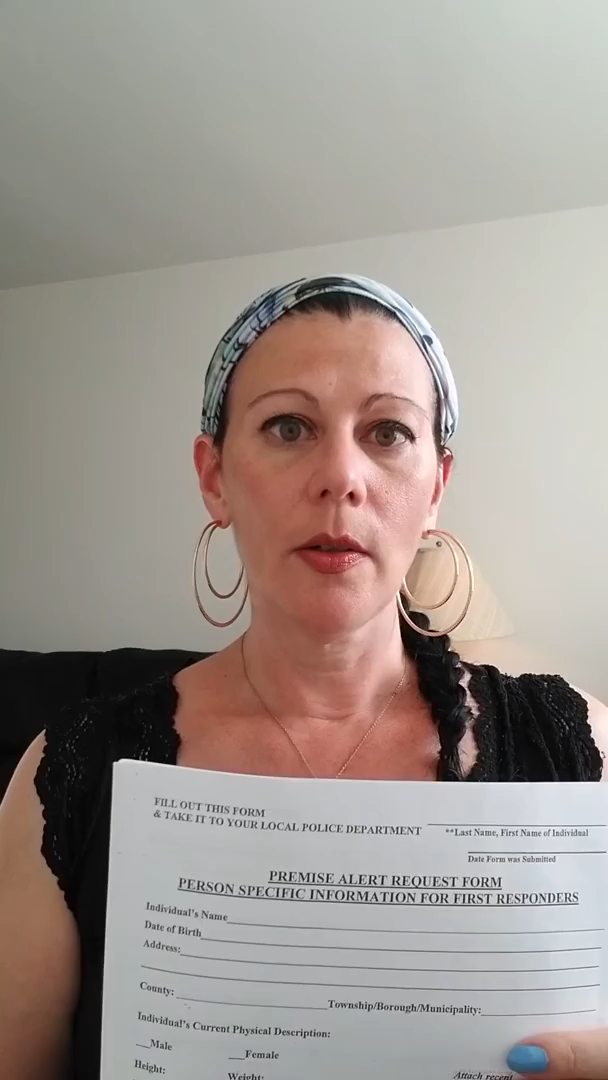 FILL OUT THIS FORM
& TAKE IT TO YOUR LOCAL POLICE DEPARTMENT
**Last Name, First Name of Individual
Date Form was Submitted
PREMISE ALERT REQUEST FORM
PERSON SPECIFIC INFORMATION FOR FIRST RESPONDERS
Individual's Name
Date of Birth
Address:
County: Township/Borough/Municipality:
Individual's Current Physical Description:
__Male __Female
Height: Weight: Attach recent